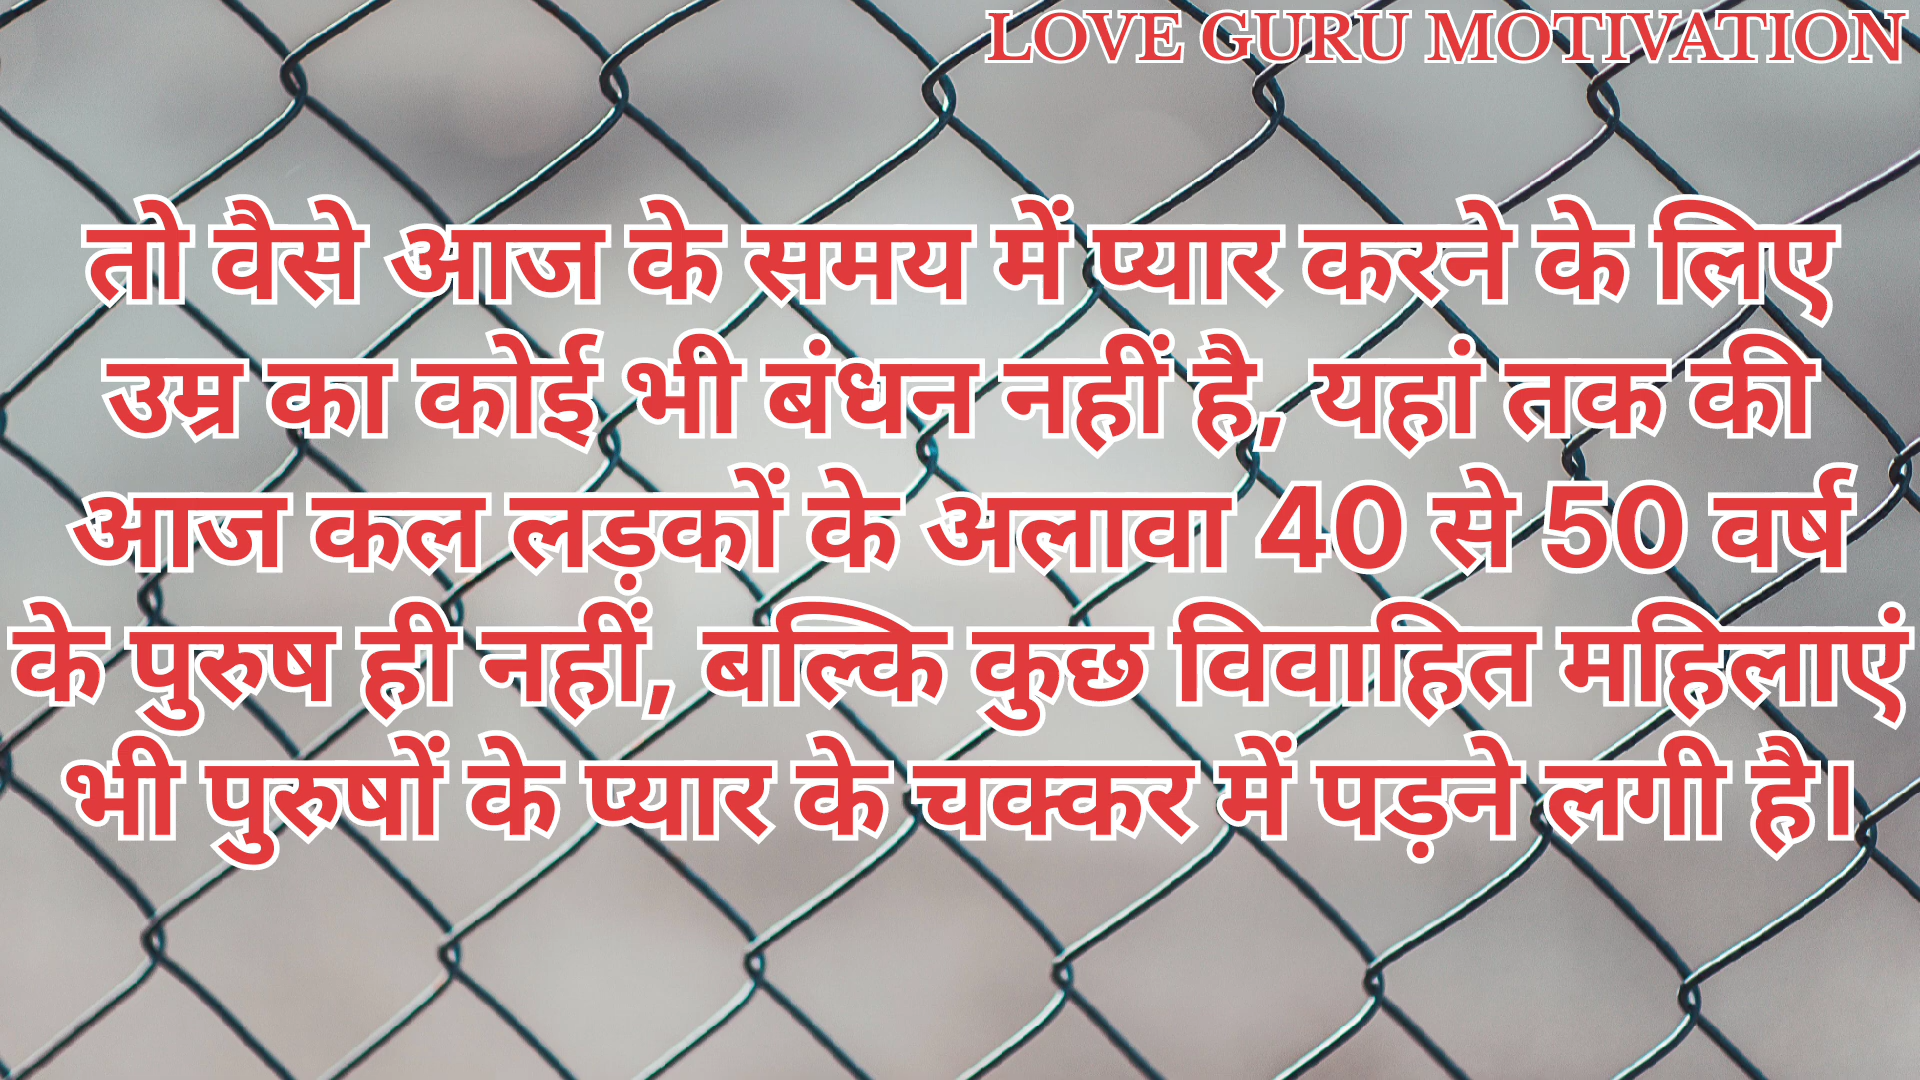 LOVE GURU MOTIVATION
तो वैसे आज के समय में प्यार करने के लिए
उम्र का कोई भी बंधन नहीं है, यहां तक की
आज कल लड़कों के अलावा 40 से 50 वर्ष
के पुरुष ही नहीं, बल्कि कुछ विवाहित महिलाएं
भी पुरुषों के प्यार के चक्कर में पड़ने लगी है।